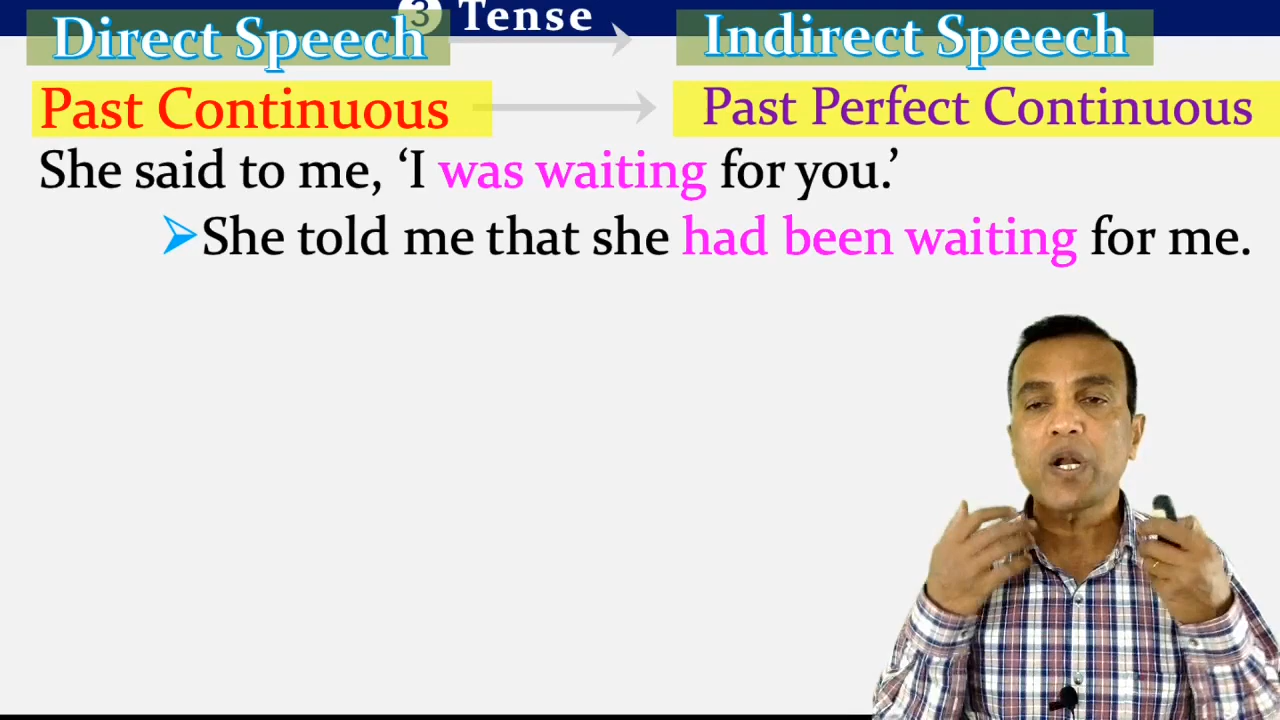 3 Tense
Direct Speech Indirect Speech
Past Continuous Past Perfect Continuous
She said to me, ‘I was waiting for you.’
She told me that she had been waiting for me.